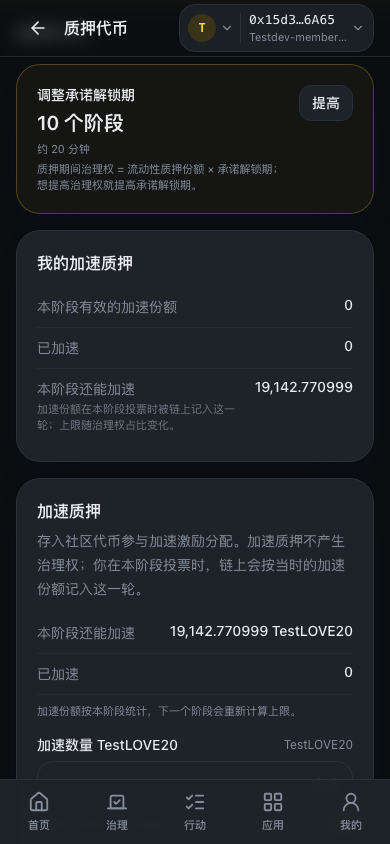 质押代币
T
0x15d3…6A65
Testdev-member...
调整承诺解锁期
10 个阶段
提高
约 20 分钟
质押期间治理权 = 流动性质押份额 × 承诺解锁期；
想提高治理权就提高承诺解锁期。
我的加速质押
本阶段有效的加速份额 0
已加速 0
本阶段还能加速 19,142.770999
加速份额在本阶段投票时被链上记入这一
轮；上限随治理权占比变化。
加速质押
存入社区代币参与加速激励分配。加速质押不产生
治理权；你在本阶段投票时，链上会按当时的加速
份额记入这一轮。
本阶段还能加速 19,142.770999 TestLOVE20
已加速 0
加速份额按本阶段统计，下一个阶段会重新计算上限。
加速数量 TestLOVE20 TestLOVE20
首页 治理 行动 应用 我的